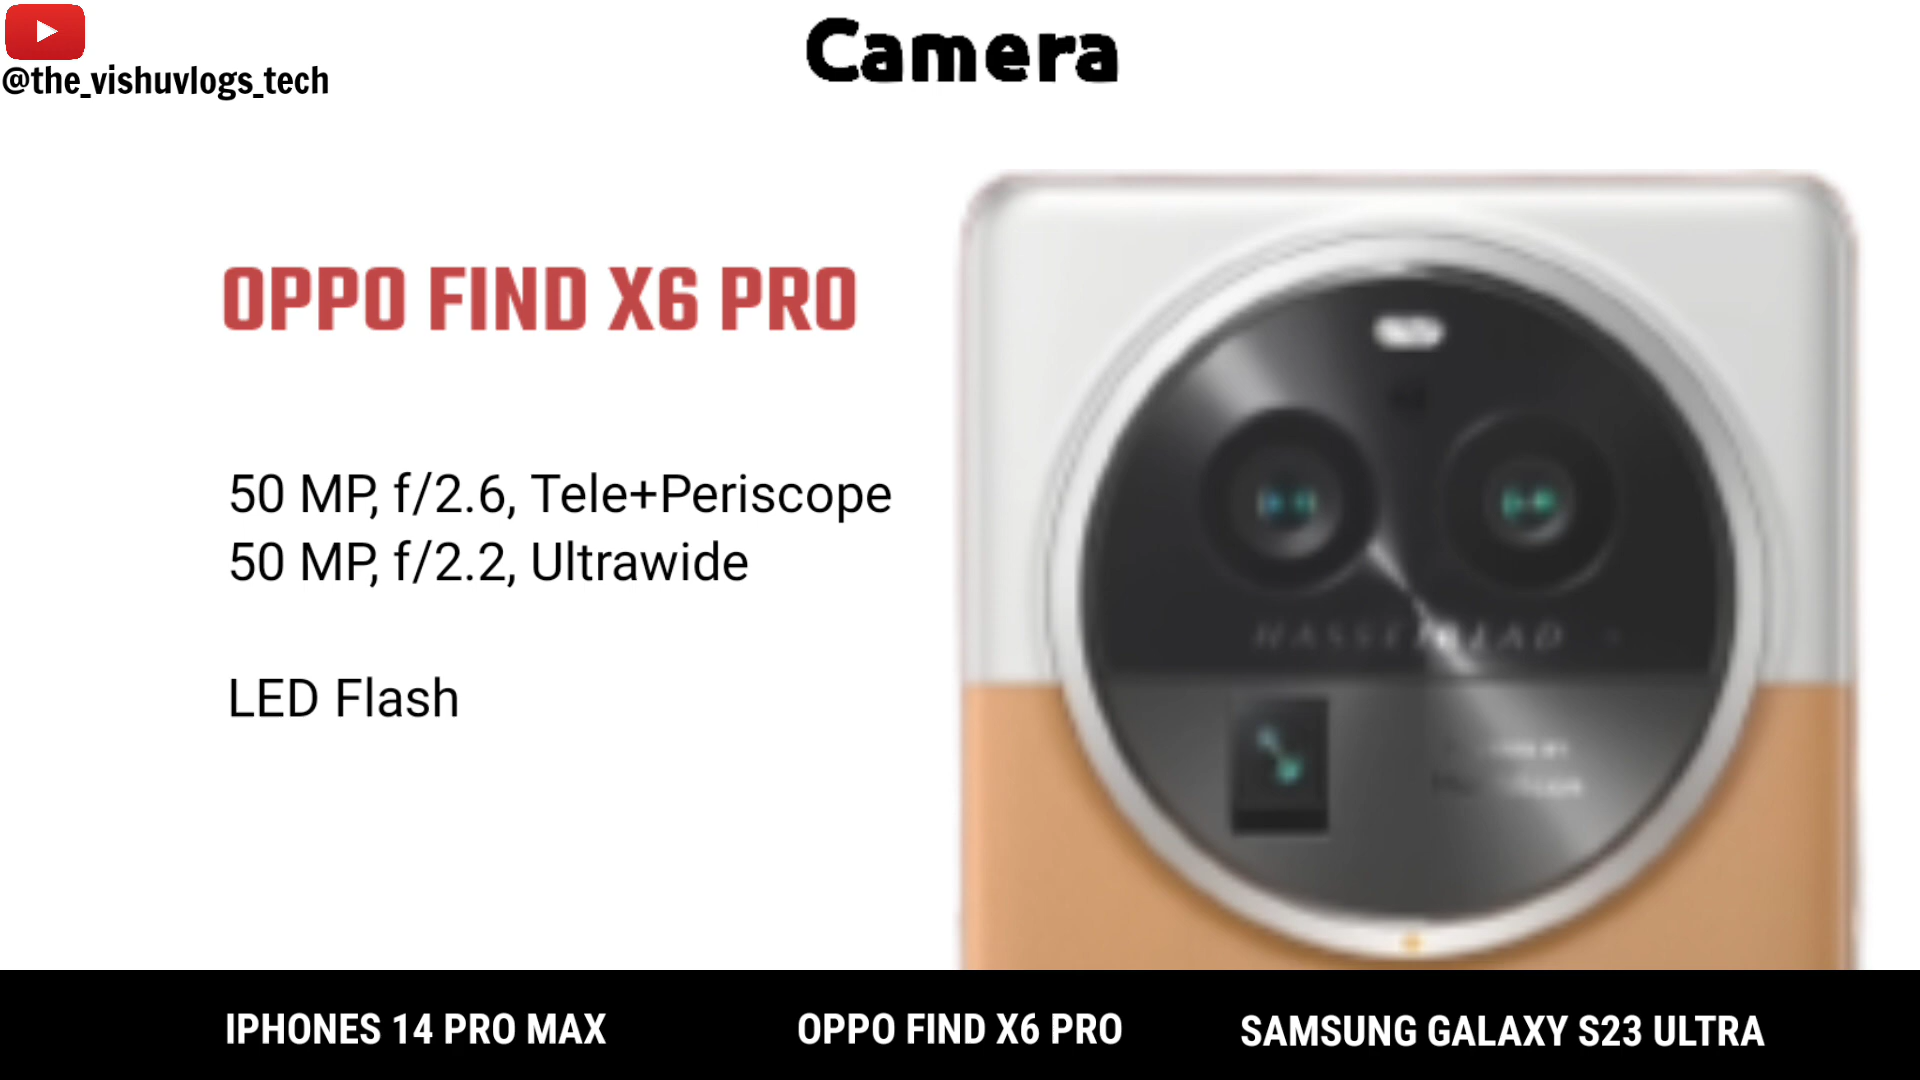 Camera
@the_vishuvlogs_tech
OPPO FIND X6 PRO
50 MP, f/2.6, Tele+Periscope
50 MP, f/2.2, Ultrawide
LED Flash
HASSELBLAD
IPHONES 14 PRO MAX
OPPO FIND X6 PRO
SAMSUNG GALAXY S23 ULTRA